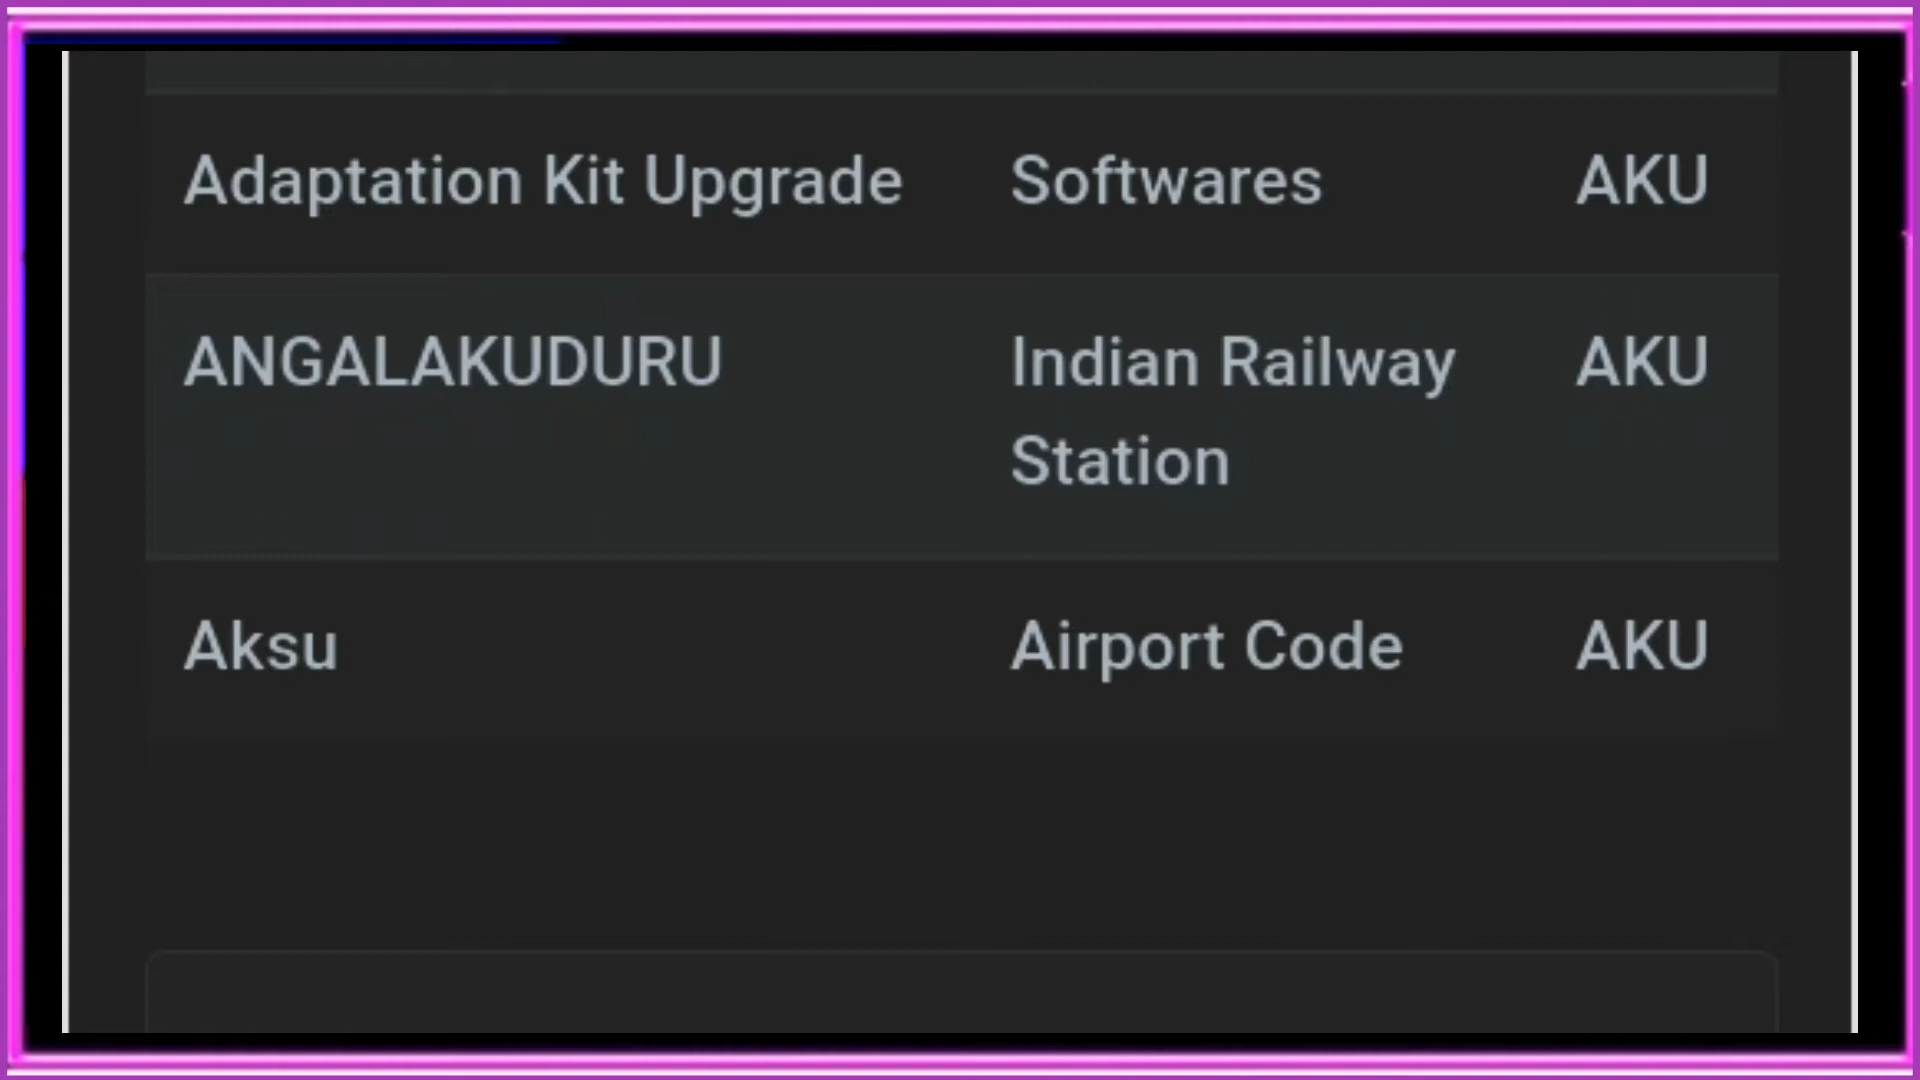 Adaptation Kit Upgrade Softwares AKU
ANGALAKUDURU Indian Railway AKU
Station
Aksu Airport Code AKU